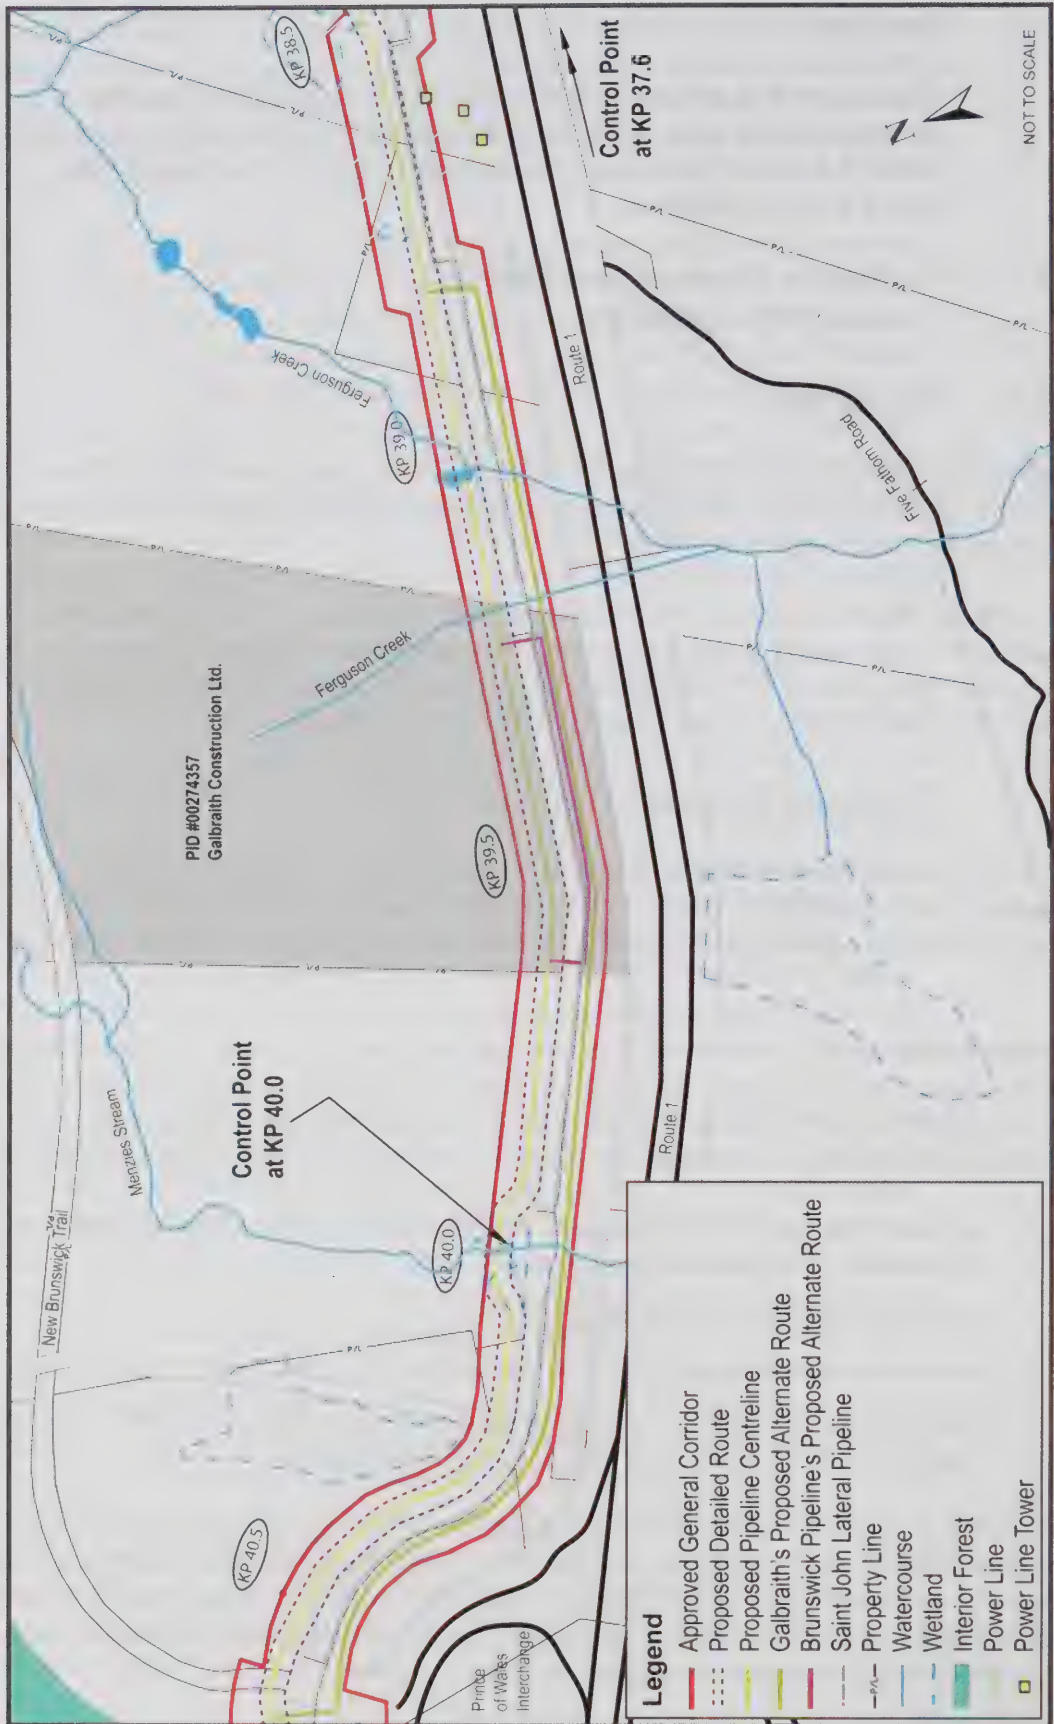 KP 38.5
Control Point
at KP 37.6
N
NOT TO SCALE
P/L
P/L
P/L
P/L
P/L
P/L
P/L
Ferguson Creek
Route 1
KP 39.0
Five Fathom Road
P/L
P/L
P/L
P/L
P/L
PID #00274357
Galbraith Construction Ltd.
Ferguson Creek
KP 39.5
P/L
P/L
P/L
Control Point
at KP 40.0
Menzies Stream
Route 1
New Brunswick Trail
P/L
KP 40.0
P/L
KP 40.5
Prince
of Wales
Interchange
Legend
Approved General Corridor
Proposed Detailed Route
Proposed Pipeline Centreline
Galbraith's Proposed Alternate Route
Brunswick Pipeline's Proposed Alternate Route
Saint John Lateral Pipeline
P/L Property Line
Watercourse
Wetland
Interior Forest
Power Line
Power Line Tower